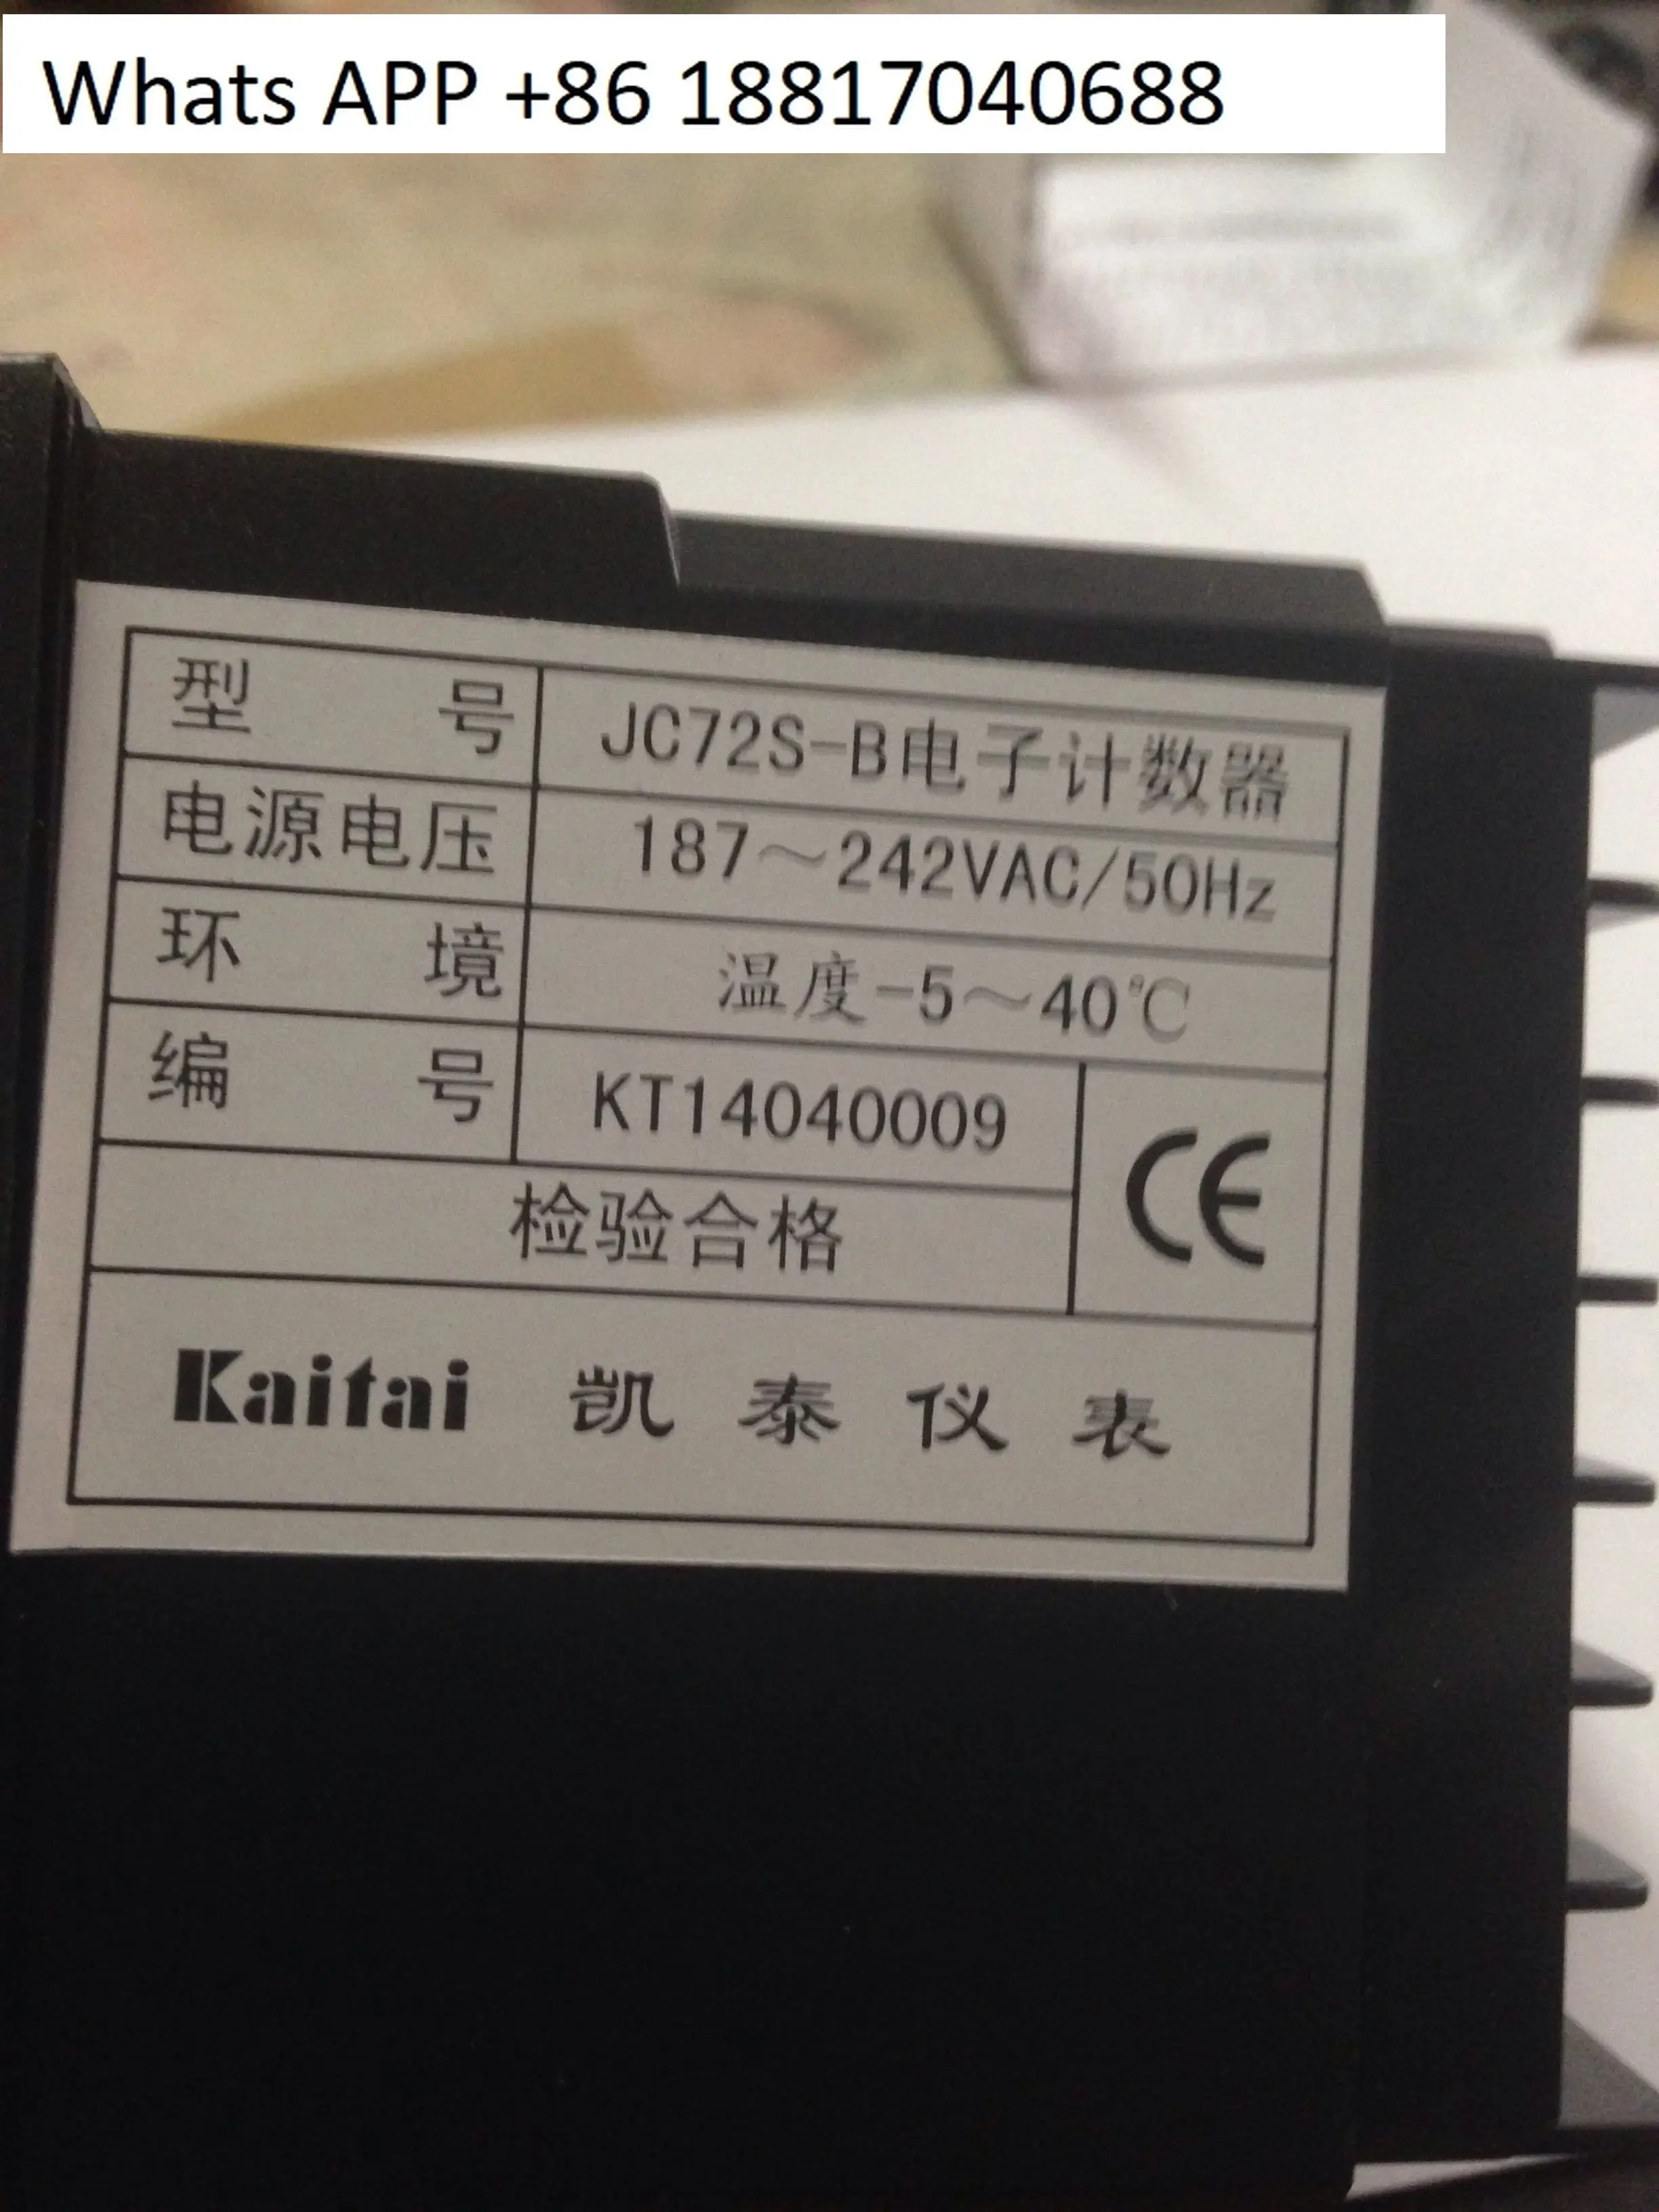 Whats APP +86 18817040688
型号 JC72S-B电子计数器
电源电压 187～242VAC/50Hz
环境 温度-5～40℃
编号 KT14040009
CE
检验合格
Kaitai 凯泰仪表